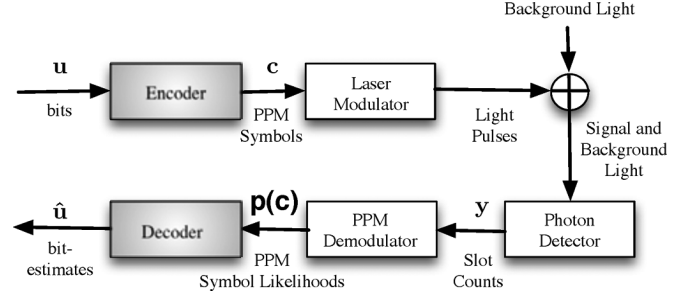 Background Light
u
bits
Encoder
c
PPM
Symbols
Laser
Modulator
Light
Pulses
Signal and
Background
Light
û
bit-
estimates
Decoder
p(c)
PPM
Symbol Likelihoods
PPM
Demodulator
y
Slot
Counts
Photon
Detector